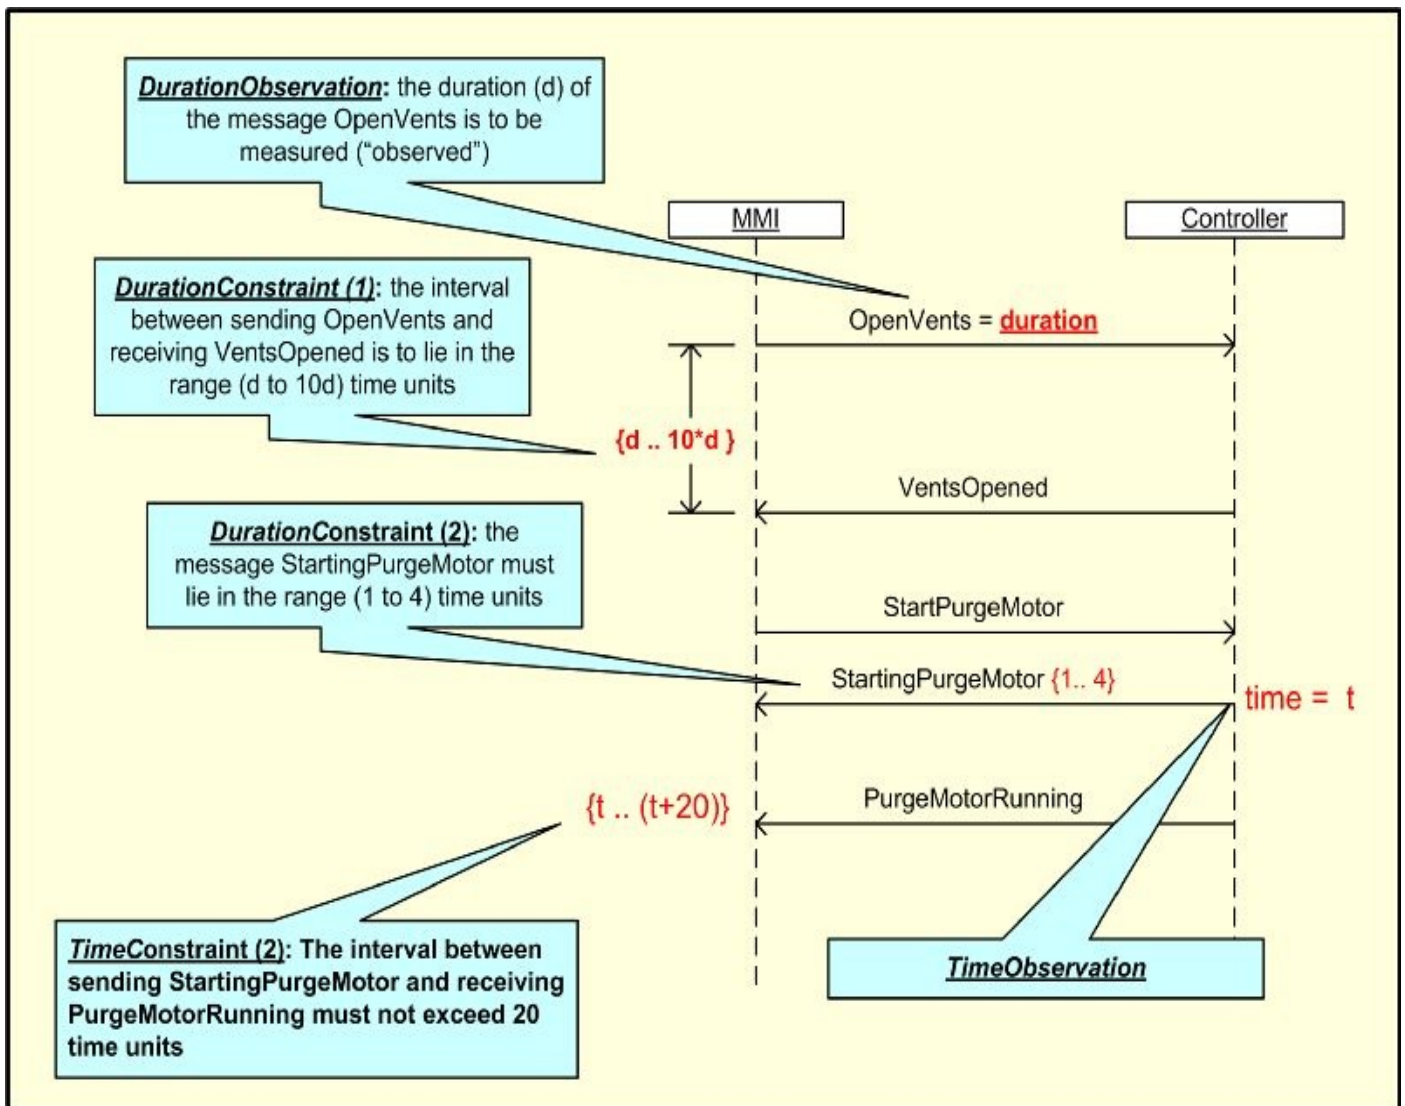 DurationObservation: the duration (d) of
the message OpenVents is to be
measured (“observed”)
MMI
Controller
DurationConstraint (1): the interval
between sending OpenVents and
receiving VentsOpened is to lie in the
range (d to 10d) time units
OpenVents = duration
{d .. 10*d }
VentsOpened
DurationConstraint (2): the
message StartingPurgeMotor must
lie in the range (1 to 4) time units
StartPurgeMotor
StartingPurgeMotor {1.. 4}
time = t
{t .. (t+20)}
PurgeMotorRunning
TimeConstraint (2): The interval between
sending StartingPurgeMotor and receiving
PurgeMotorRunning must not exceed 20
time units
TimeObservation